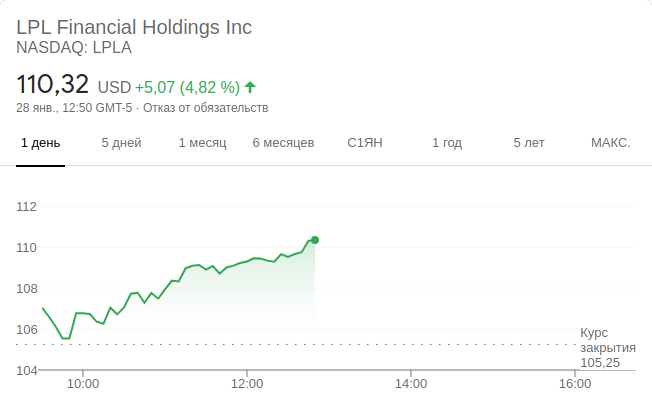 LPL Financial Holdings Inc
NASDAQ: LPLA
110,32 USD +5,07 (4,82 %)
28 янв., 12:50 GMT-5 · Отказ от обязательств
1 день 5 дней 1 месяц 6 месяцев С1ЯН 1 год 5 лет МАКС.
112
110
108
106
Курс
закрытия
105,25
104
10:00 12:00 14:00 16:00